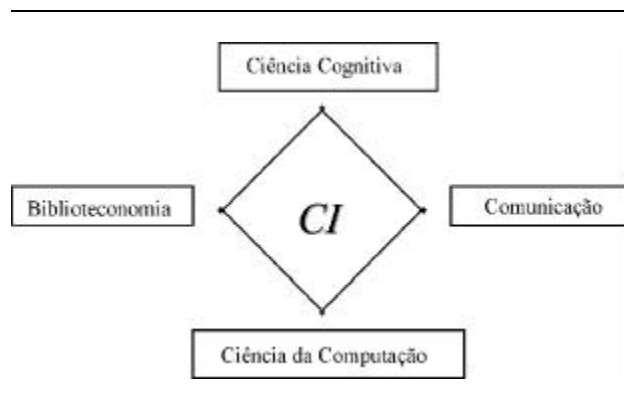 Ciência Cognitiva
Biblioteconomia
CI
Comunicação
Ciência da Computação